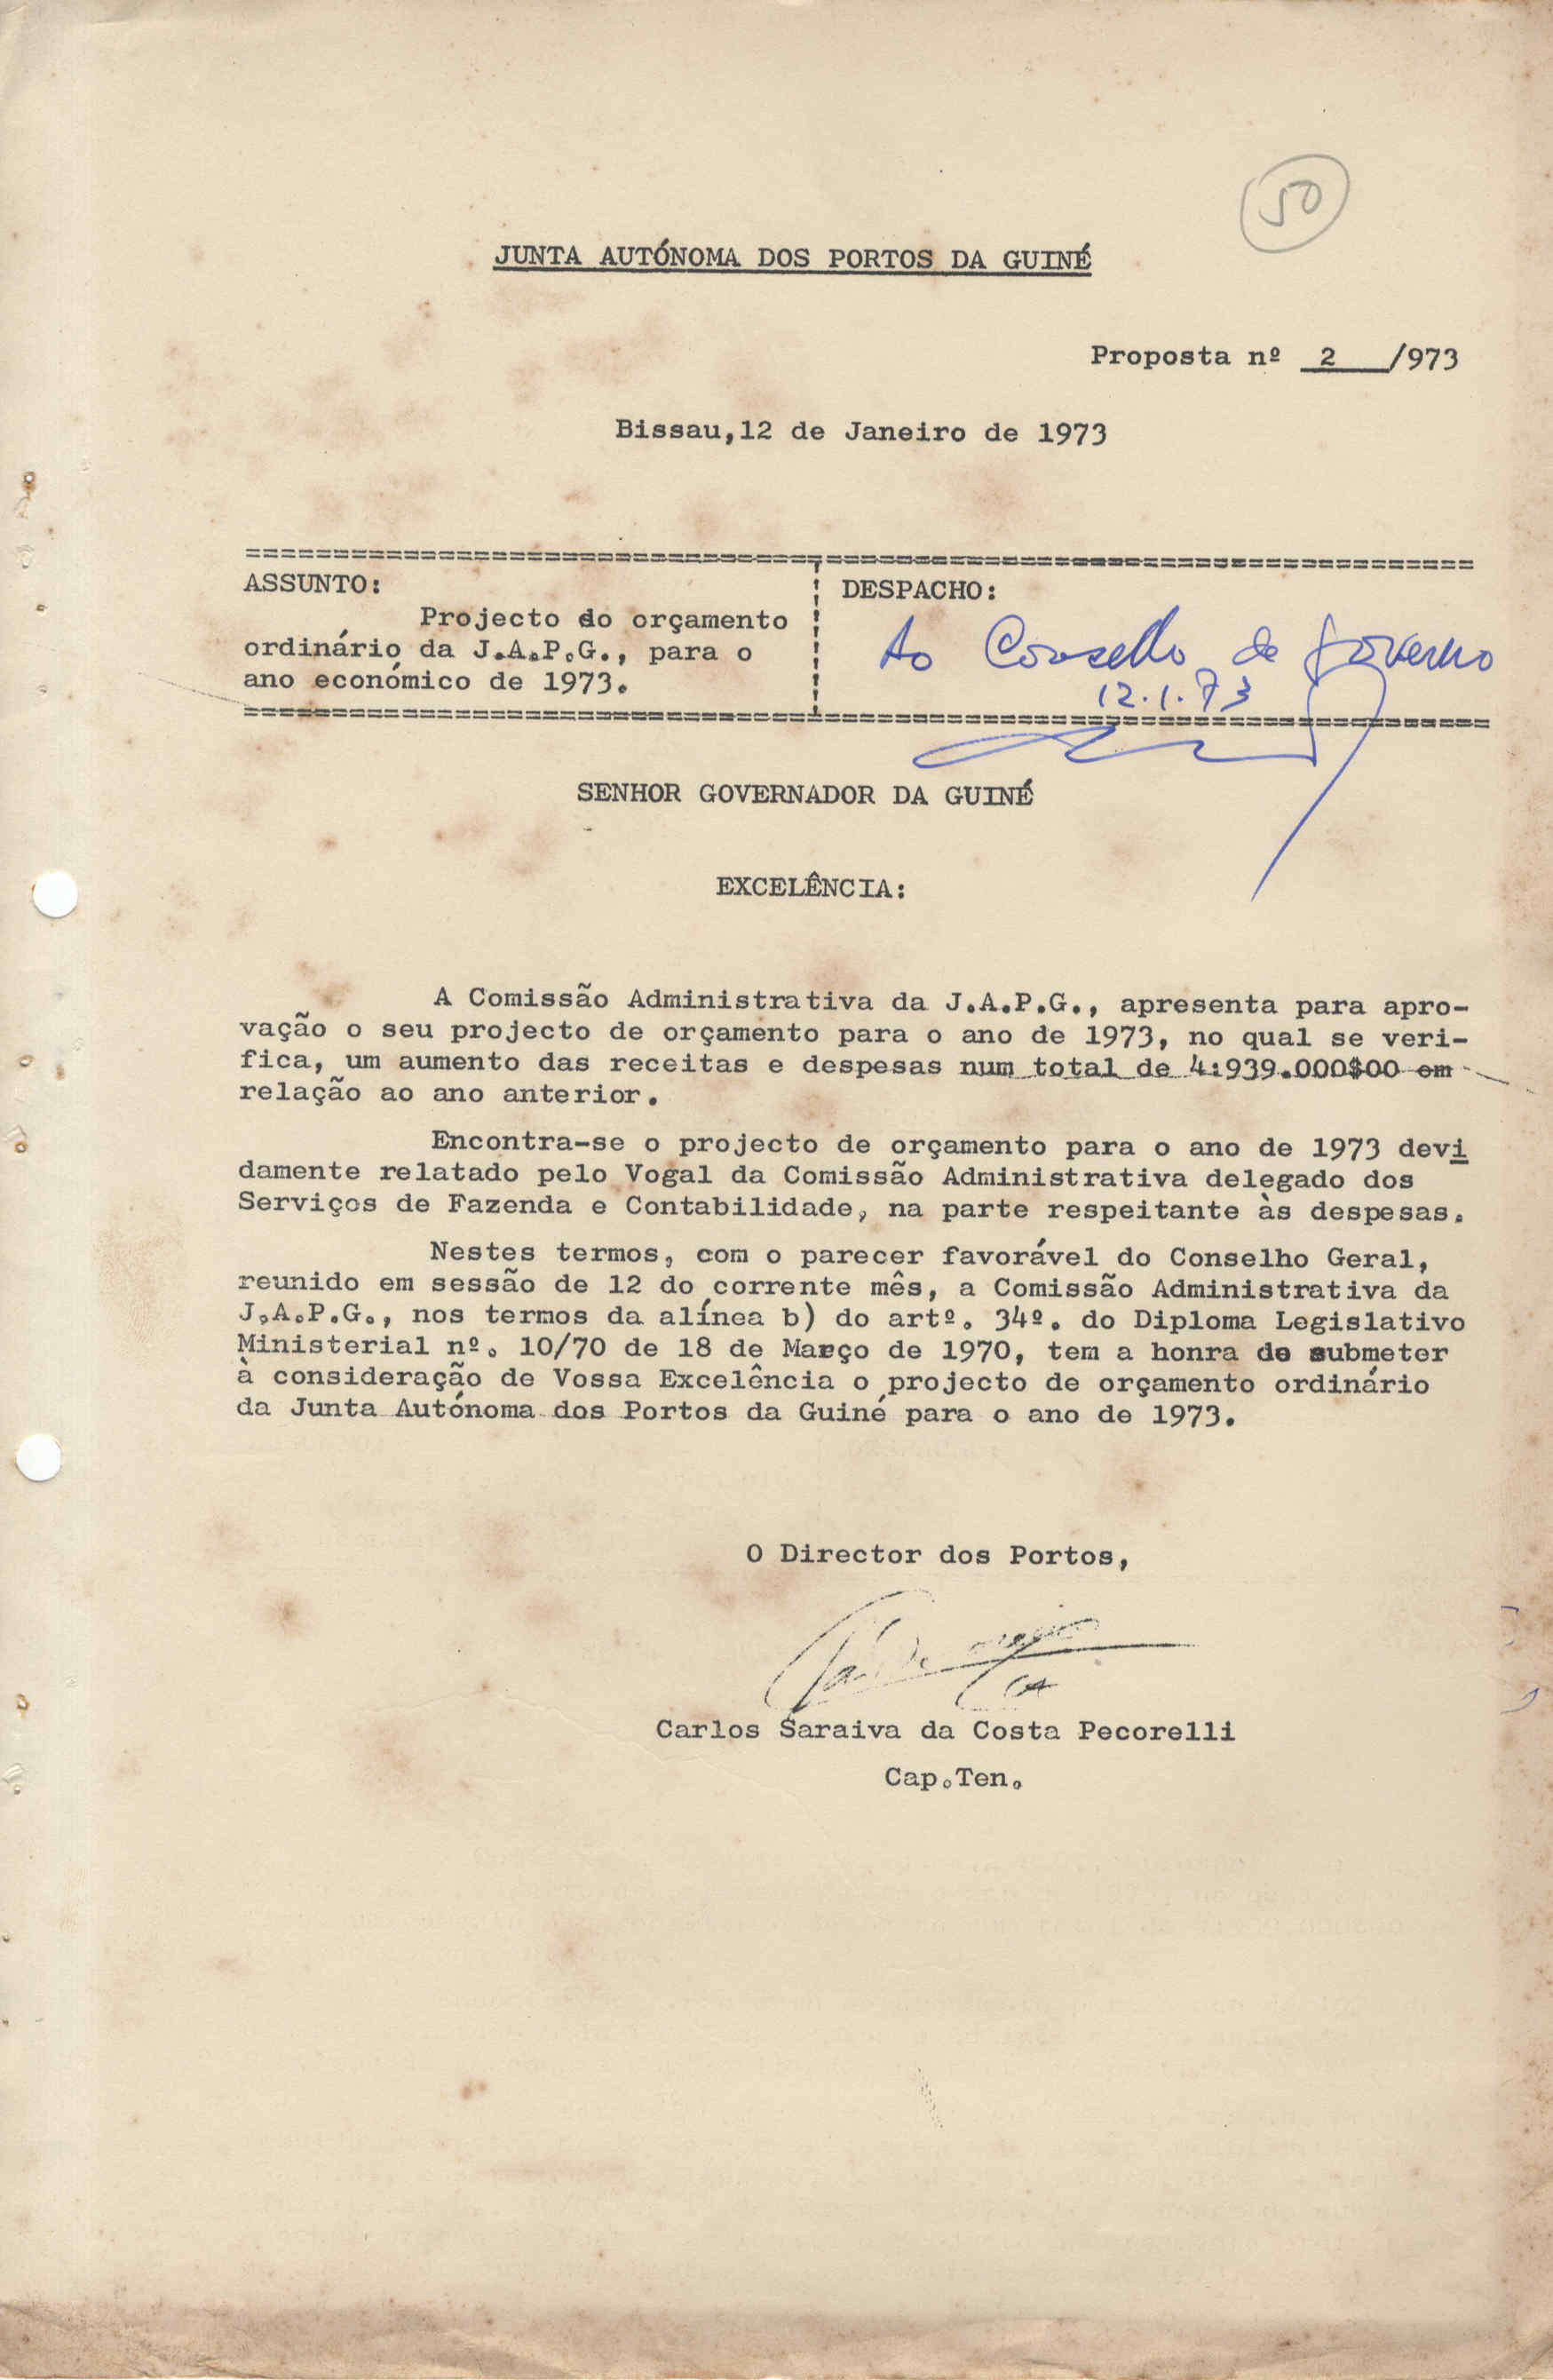 50
JUNTA AUTÓNOMA DOS PORTOS DA GUINÉ
Proposta nº 2 /973
Bissau,12 de Janeiro de 1973
ASSUNTO:
Projecto do orçamento
ordinário da J.A.P.G., para o
ano económico de 1973.
DESPACHO:
Ao Conselho de Governo
12.1.73
SENHOR GOVERNADOR DA GUINÉ
EXCELÊNCIA:
A Comissão Administrativa da J.A.P.G., apresenta para apro-
vação o seu projecto de orçamento para o ano de 1973, no qual se veri-
fica, um aumento das receitas e despesas num total de 4:939.000$00 em
relação ao ano anterior.
Encontra-se o projecto de orçamento para o ano de 1973 devi
damente relatado pelo Vogal da Comissão Administrativa delegado dos
Serviços de Fazenda e Contabilidade, na parte respeitante às despesas.
Nestes termos, com o parecer favorável do Conselho Geral,
reunido em sessão de 12 do corrente mês, a Comissão Administrativa da
J.A.P.G., nos termos da alínea b) do artº. 34º. do Diploma Legislativo
Ministerial nº. 10/70 de 18 de Março de 1970, tem a honra de submeter
à consideração de Vossa Excelência o projecto de orçamento ordinário
da Junta Autónoma dos Portos da Guiné para o ano de 1973.
O Director dos Portos,
Carlos Saraiva da Costa Pecorelli
Cap.Ten.